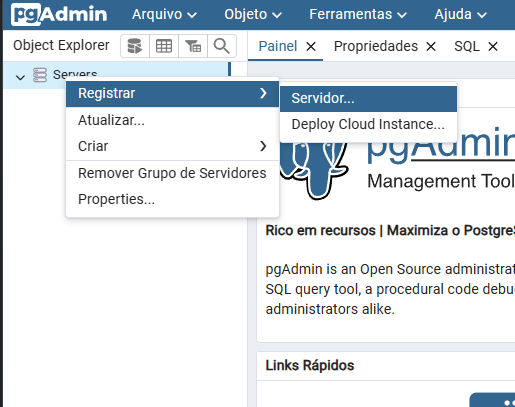 pgAdmin Arquivo Objeto Ferramentas Ajuda
Object Explorer Painel Propriedades SQL
Servers
Registrar
Servidor...
Atualizar...
Deploy Cloud Instance...
Criar
Remover Grupo de Servidores
Properties...
pgAdmin
Management Tool
Rico em recursos | Maximiza o PostgreS
pgAdmin is an Open Source administrat
SQL query tool, a procedural code debu
administrators alike.
Links Rápidos